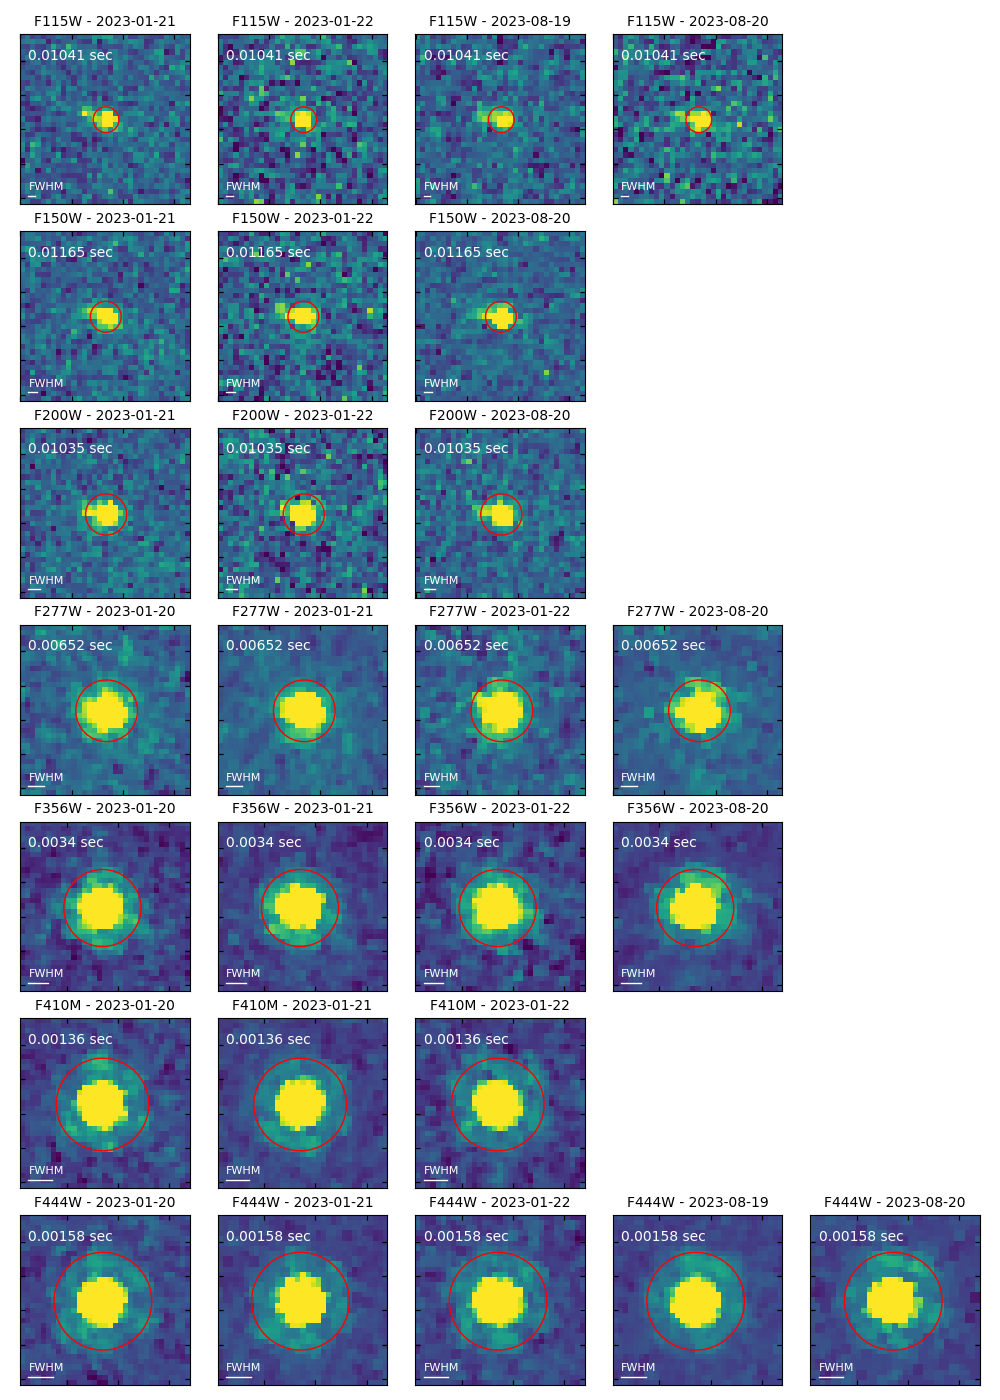 F115W - 2023-01-21 F115W - 2023-01-22 F115W - 2023-08-19 F115W - 2023-08-20
0.01041 sec 0.01041 sec 0.01041 sec 0.01041 sec
FWHM FWHM FWHM FWHM
F150W - 2023-01-21 F150W - 2023-01-22 F150W - 2023-08-20
0.01165 sec 0.01165 sec 0.01165 sec
FWHM FWHM FWHM
F200W - 2023-01-21 F200W - 2023-01-22 F200W - 2023-08-20
0.01035 sec 0.01035 sec 0.01035 sec
FWHM FWHM FWHM
F277W - 2023-01-20 F277W - 2023-01-21 F277W - 2023-01-22 F277W - 2023-08-20
0.00652 sec 0.00652 sec 0.00652 sec 0.00652 sec
FWHM FWHM FWHM FWHM
F356W - 2023-01-20 F356W - 2023-01-21 F356W - 2023-01-22 F356W - 2023-08-20
0.0034 sec 0.0034 sec 0.0034 sec 0.0034 sec
FWHM FWHM FWHM FWHM
F410M - 2023-01-20 F410M - 2023-01-21 F410M - 2023-01-22
0.00136 sec 0.00136 sec 0.00136 sec
FWHM FWHM FWHM
F444W - 2023-01-20 F444W - 2023-01-21 F444W - 2023-01-22 F444W - 2023-08-19 F444W - 2023-08-20
0.00158 sec 0.00158 sec 0.00158 sec 0.00158 sec 0.00158 sec
FWHM FWHM FWHM FWHM FWHM